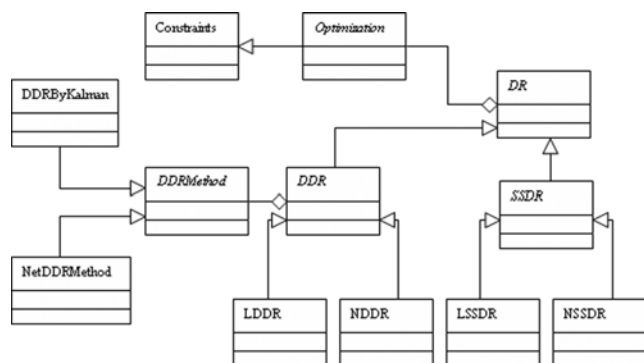 Constraints
Optimization
DR
DDRByKalman
DDRMethod
DDR
SSDR
NetDDRMethod
LDDR
NDDR
LSSDR
NSSDR